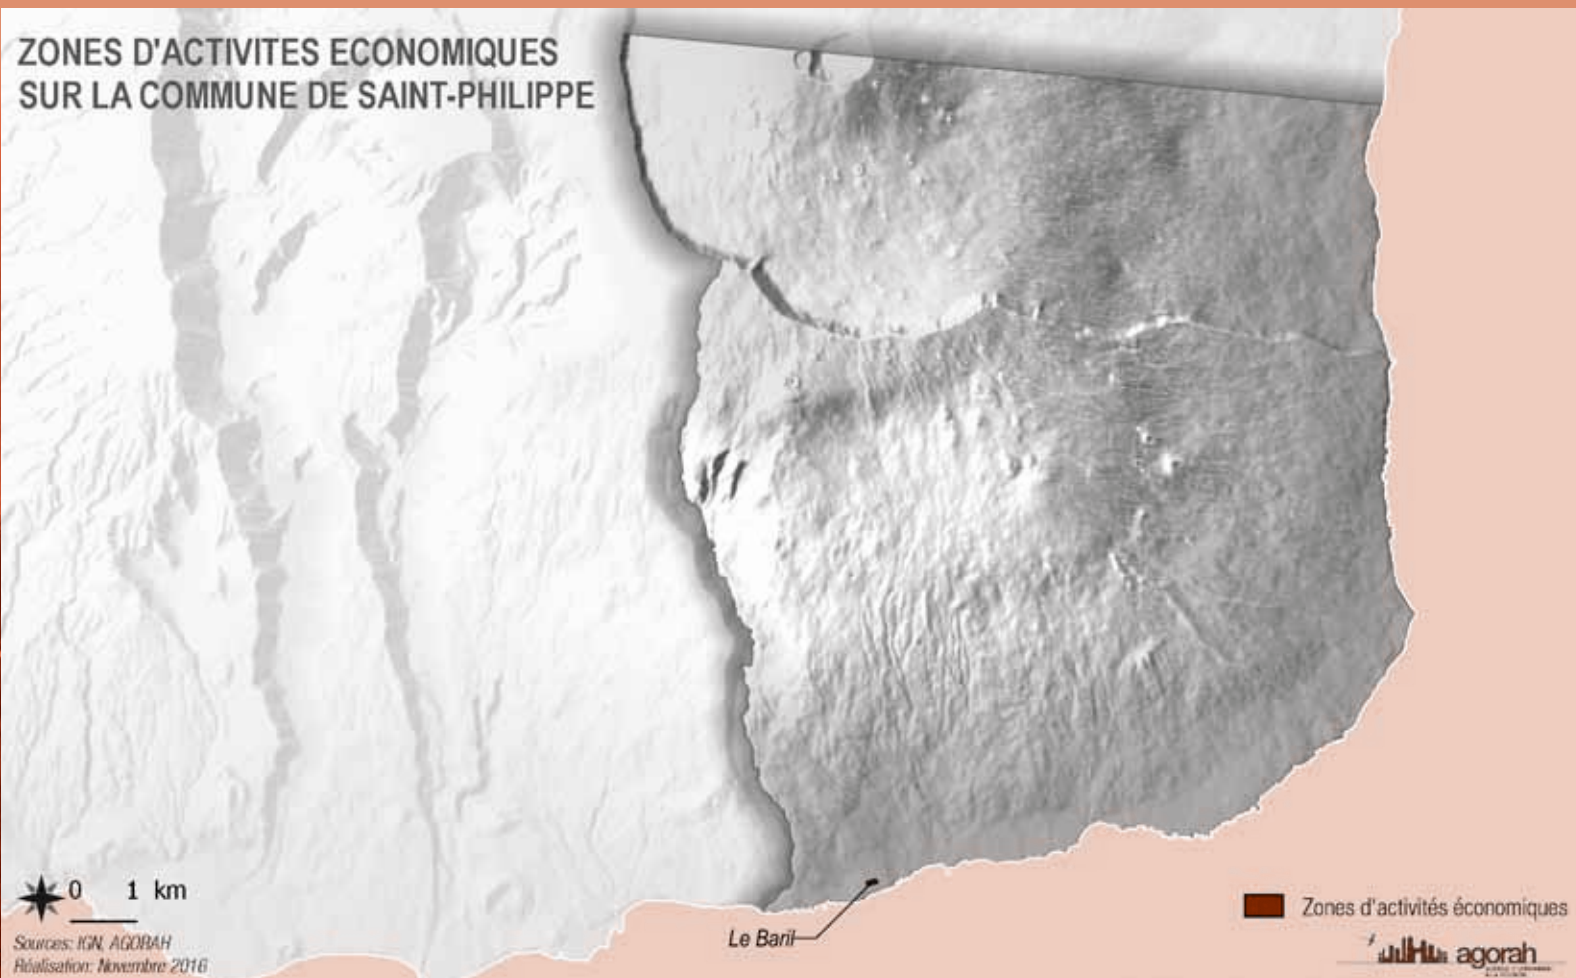 ZONES D'ACTIVITES ECONOMIQUES
SUR LA COMMUNE DE SAINT-PHILIPPE
0 1 km
Sources: IGN, AGORAH
Réalisation: Novembre 2016
Le Baril
Zones d'activités économiques
agorah